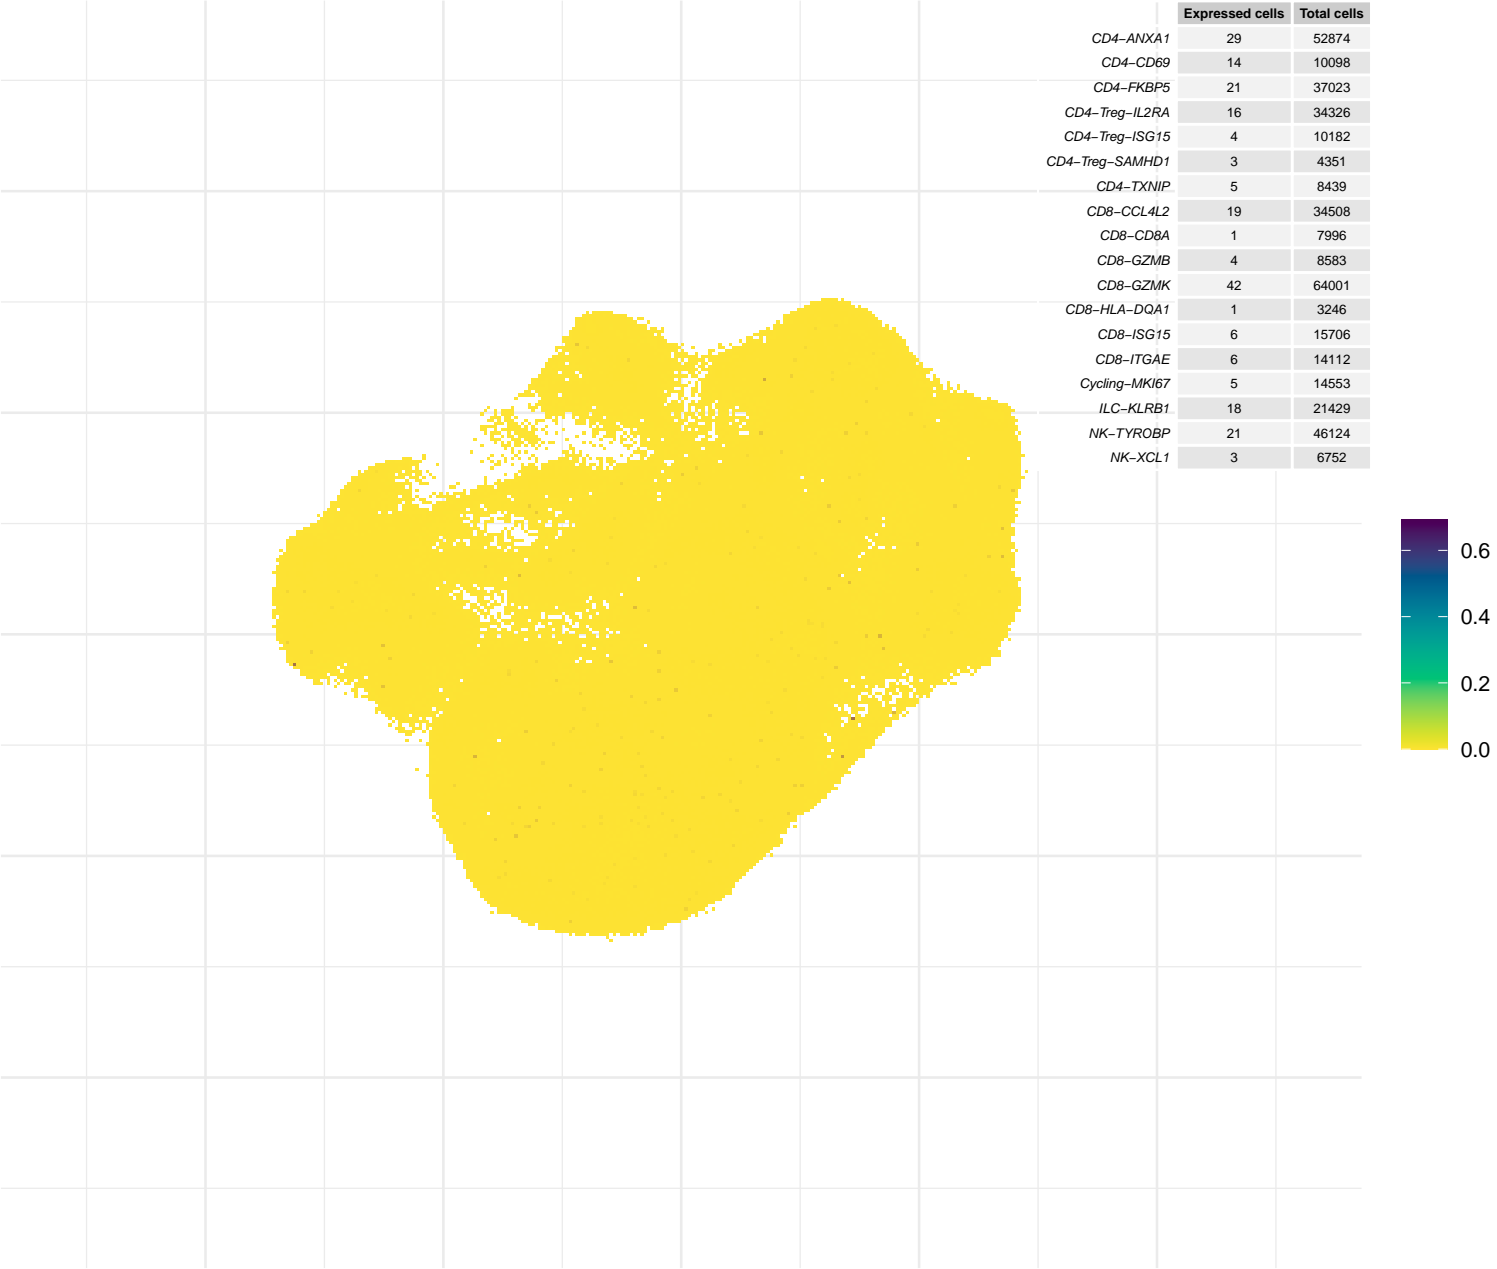 Expressed cells Total cells
CD4−ANXA1 29 52874
CD4−CD69 14 10098
CD4−FKBP5 21 37023
CD4−Treg−IL2RA 16 34326
CD4−Treg−ISG15 4 10182
CD4−Treg−SAMHD1 3 4351
CD4−TXNIP 5 8439
CD8−CCL4L2 19 34508
CD8−CD8A 1 7996
CD8−GZMB 4 8583
CD8−GZMK 42 64001
CD8−HLA−DQA1 1 3246
CD8−ISG15 6 15706
CD8−ITGAE 6 14112
Cycling−MKI67 5 14553
ILC−KLRB1 18 21429
NK−TYROBP 21 46124
NK−XCL1 3 6752
0.6
0.4
0.2
0.0